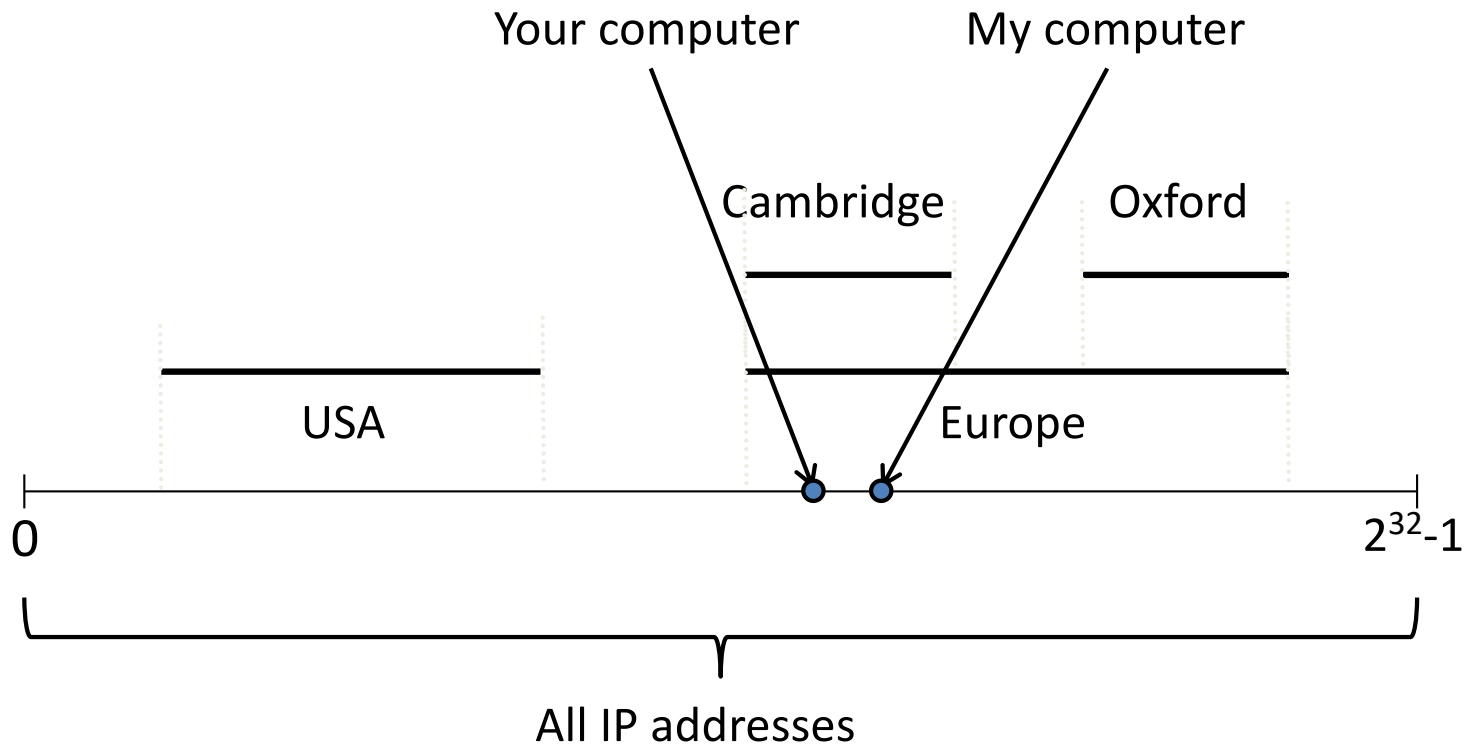 Your computer
My computer
Cambridge
Oxford
USA
Europe
0
2³²-1
All IP addresses